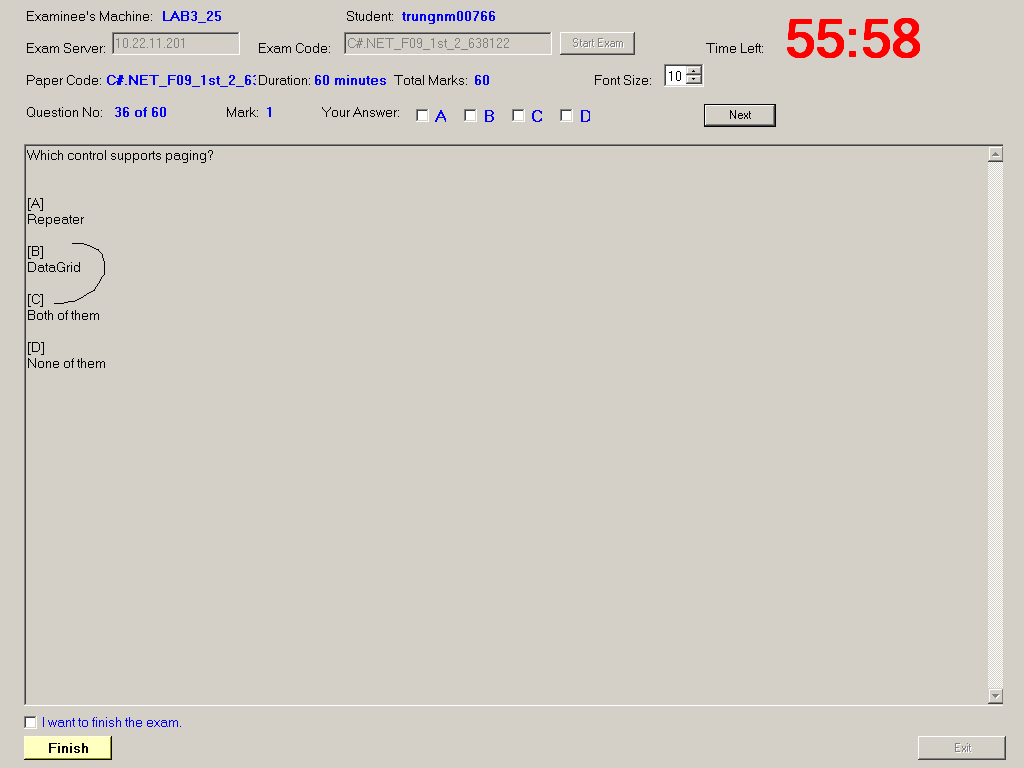 Examinee's Machine: LAB3_25 Student: trungnm00766
Exam Server: 10.22.11.201 Exam Code: C#.NET_F09_1st_2_638122 Start Exam Time Left: 55:58
Paper Code: C#.NET_F09_1st_2_63 Duration: 60 minutes Total Marks: 60 Font Size: 10
Question No: 36 of 60 Mark: 1 Your Answer: A B C D Next
Which control supports paging?
[A]
Repeater
[B]
DataGrid
[C]
Both of them
[D]
None of them
I want to finish the exam.
Finish Exit